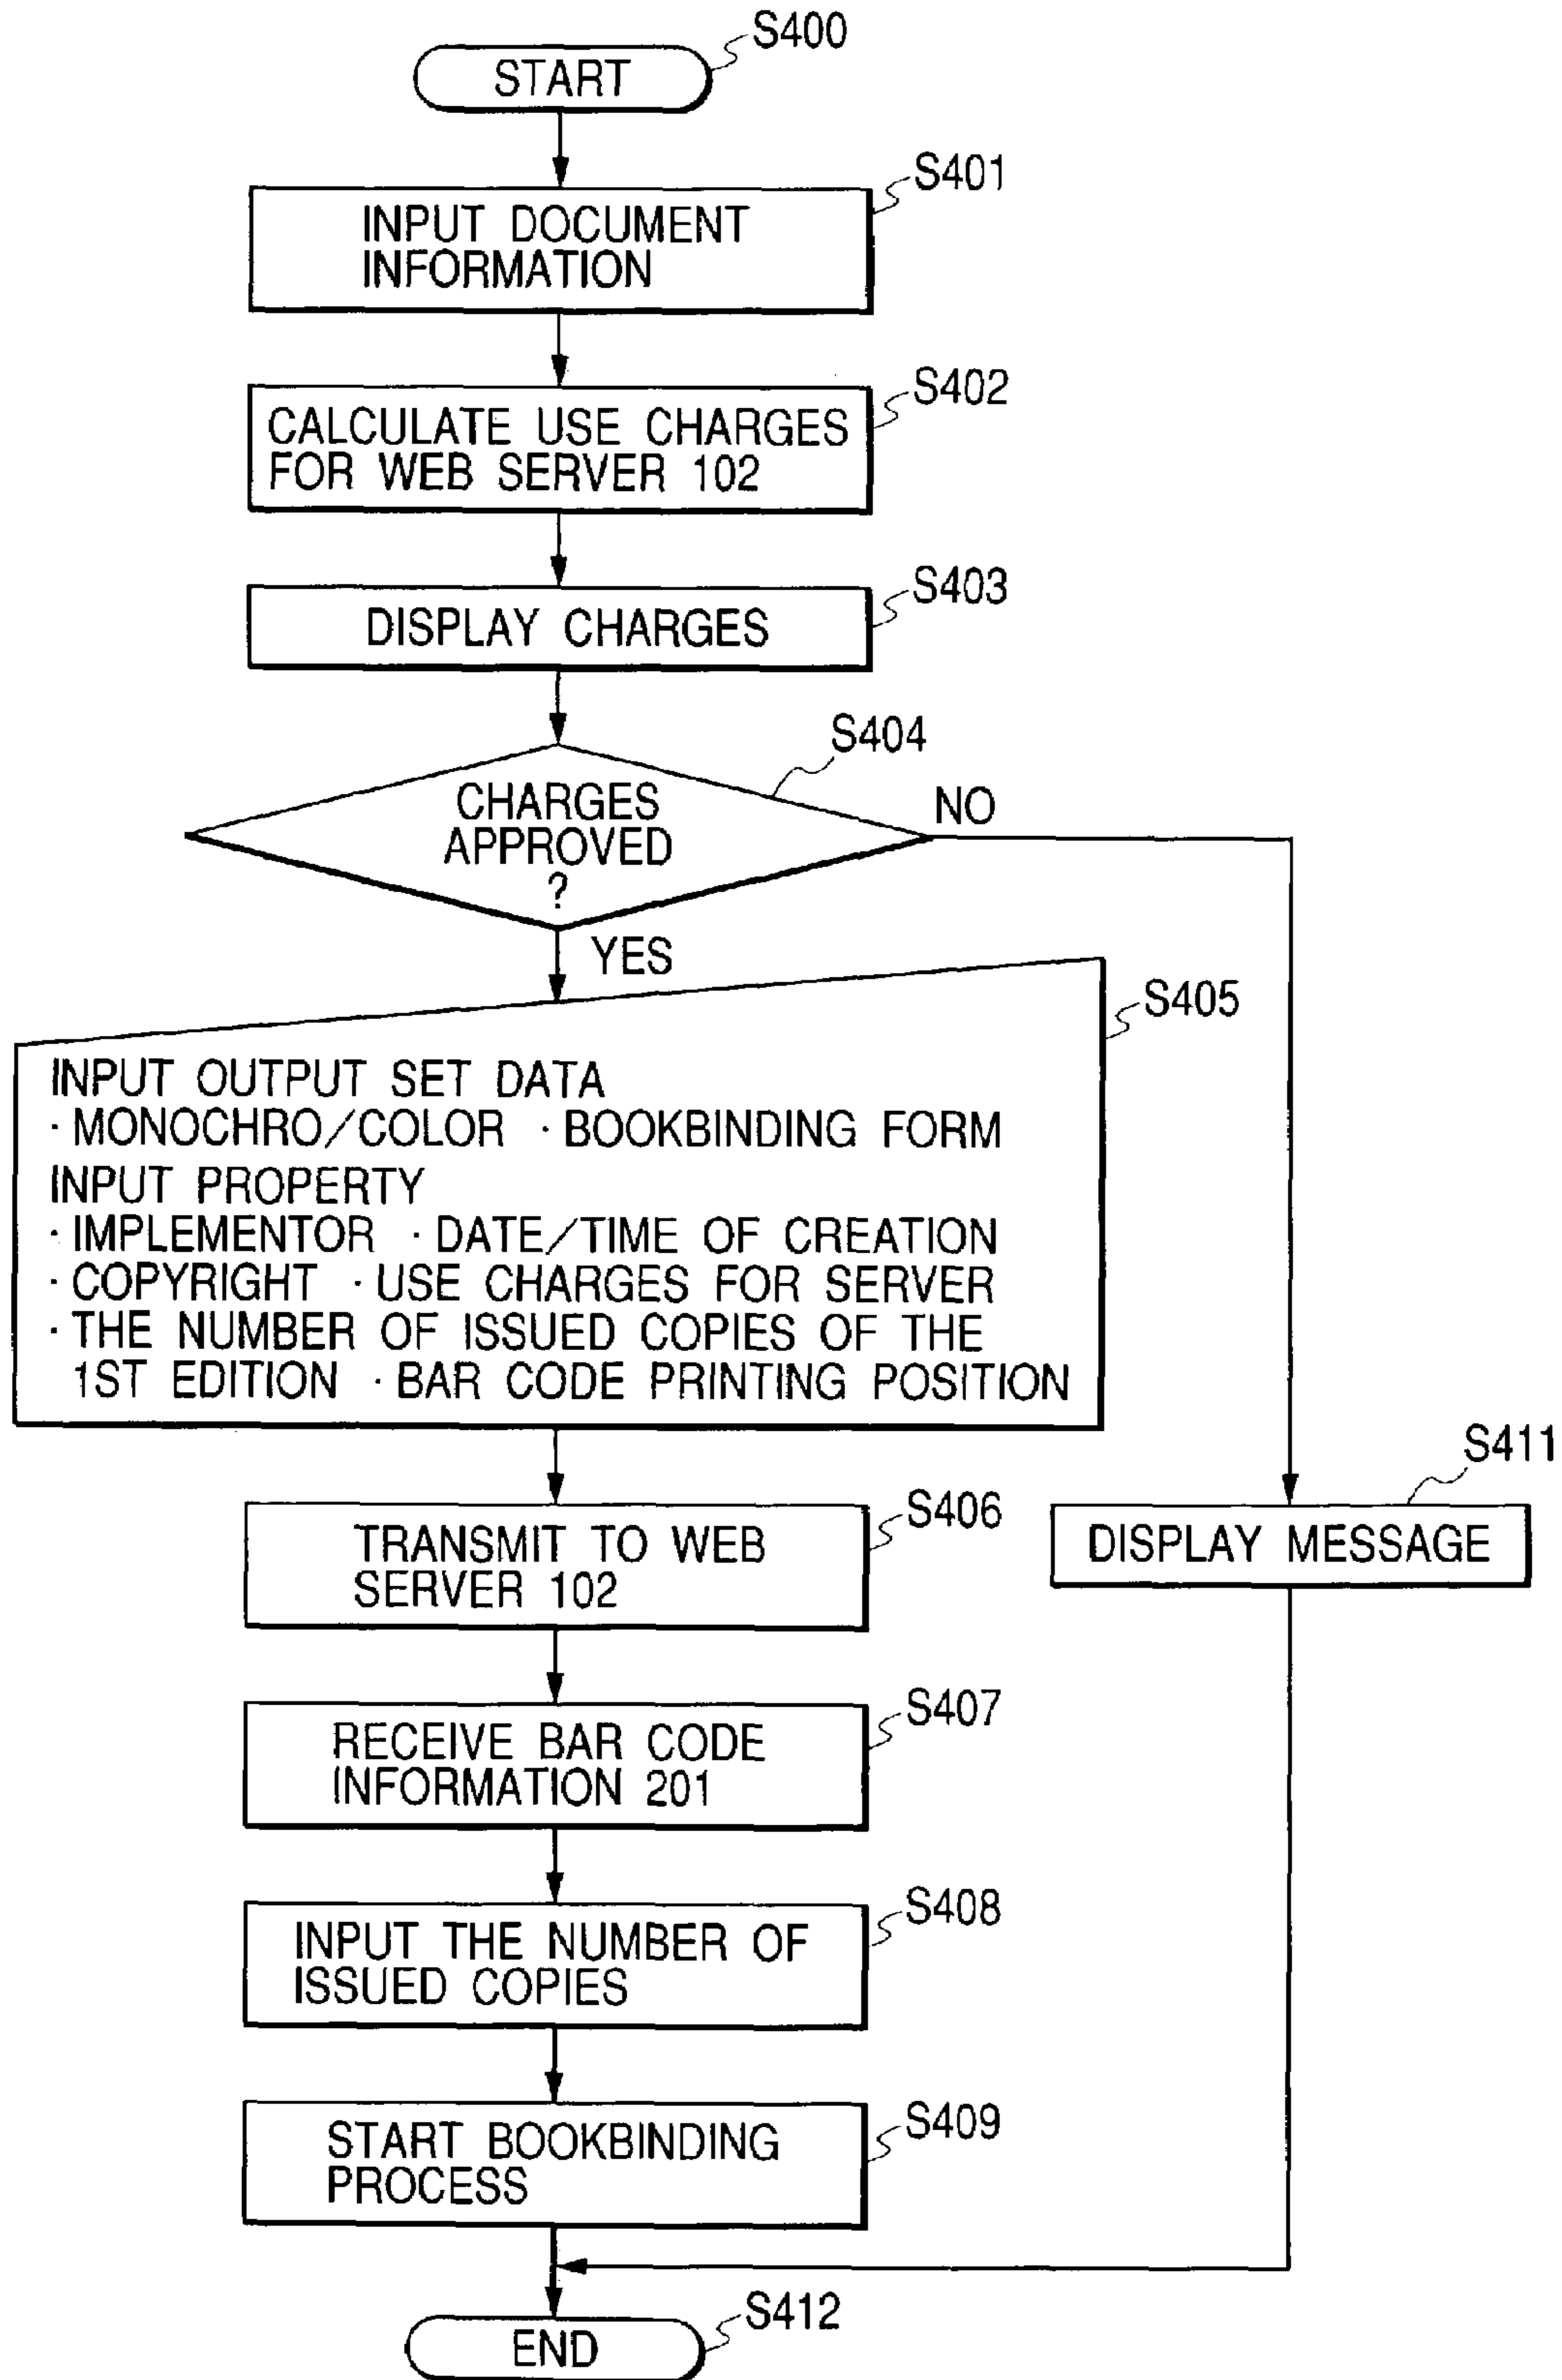 S400
START
S401
INPUT DOCUMENT
INFORMATION
S402
CALCULATE USE CHARGES
FOR WEB SERVER 102
S403
DISPLAY CHARGES
S404
CHARGES
APPROVED
?
NO
YES
S405
INPUT OUTPUT SET DATA
· MONOCHRO/COLOR · BOOKBINDING FORM
INPUT PROPERTY
· IMPLEMENTOR · DATE/TIME OF CREATION
· COPYRIGHT · USE CHARGES FOR SERVER
· THE NUMBER OF ISSUED COPIES OF THE
1ST EDITION · BAR CODE PRINTING POSITION
S406
TRANSMIT TO WEB
SERVER 102
S411
DISPLAY MESSAGE
S407
RECEIVE BAR CODE
INFORMATION 201
S408
INPUT THE NUMBER OF
ISSUED COPIES
S409
START BOOKBINDING
PROCESS
S412
END